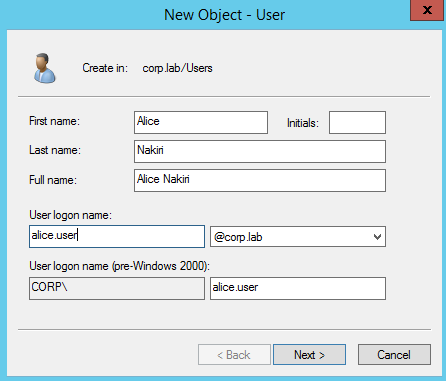 New Object - User
x
Create in: corp.lab/Users
First name: Alice Initials:
Last name: Nakiri
Full name: Alice Nakiri
User logon name:
alice.user @corp.lab
User logon name (pre-Windows 2000):
CORP\ alice.user
< Back Next > Cancel